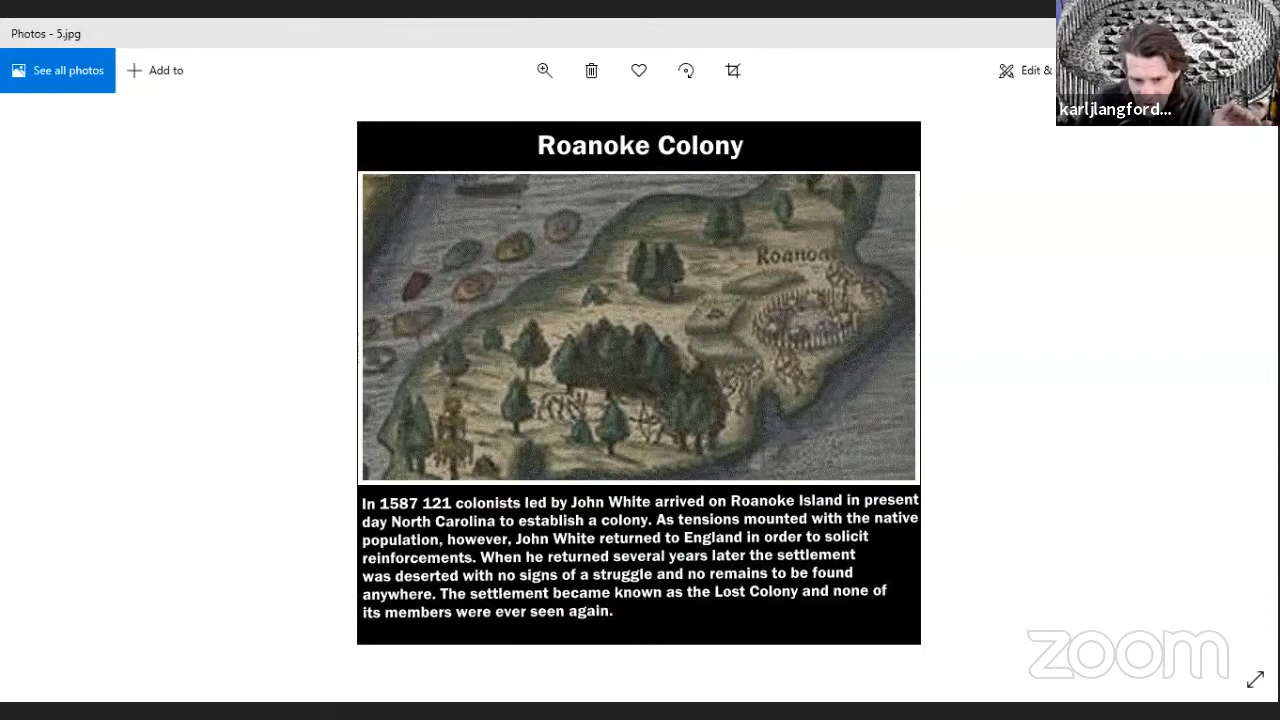 Photos - 5.jpg
See all photos
Add to
Edit &
karljlangford...
Roanoke Colony
Roanoa
In 1587 121 colonists led by John White arrived on Roanoke Island in present
day North Carolina to establish a colony. As tensions mounted with the native
population, however, John White returned to England in order to solicit
reinforcements. When he returned several years later the settlement
was deserted with no signs of a struggle and no remains to be found
anywhere. The settlement became known as the Lost Colony and none of
its members were ever seen again.
zoom